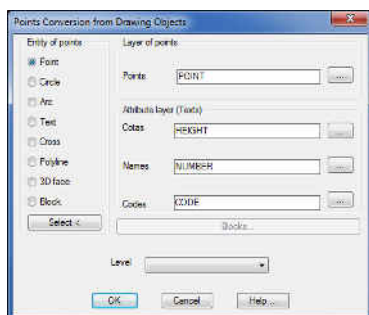 Points Conversion from Drawing Objects
Entity of points
Point
Circle
Arc
Text
Cross
Polyline
3D face
Block
Select <
Layer of points
Points POINT ....
Attribute layer (Texts)
Cotas HEIGHT ...
Names NUMBER ...
Codes CODE ...
Blocks...
Level
OK Cancel Help ...